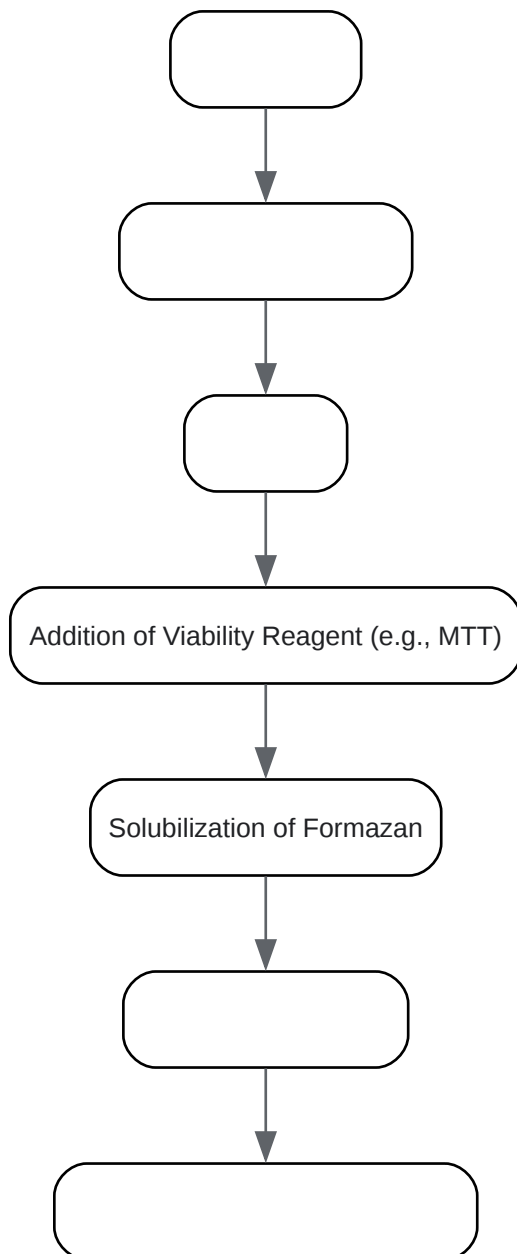 Addition of Viability Reagent (e.g., MTT)
Solubilization of Formazan